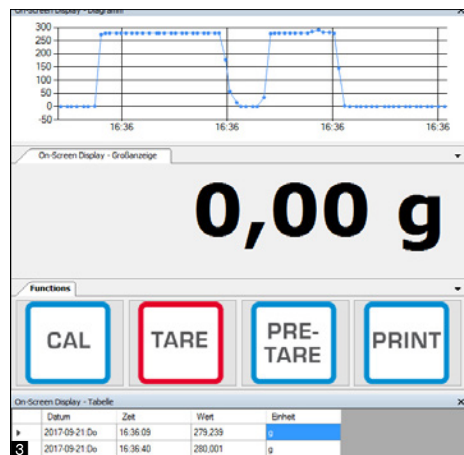 On-Screen Display - Diagramm
300
250
200
150
100
50
0
-50
16:36 16:36 16:36 16:36
On-Screen Display - Großanzeige
0,00 g
Functions
CAL TARE PRE-TARE PRINT
On-Screen Display - Tabelle
Datum Zeit Wert Einheit
2017-09-21:Do 16:36:09 279,239 g
3 2017-09-21:Do 16:36:40 280,001 g